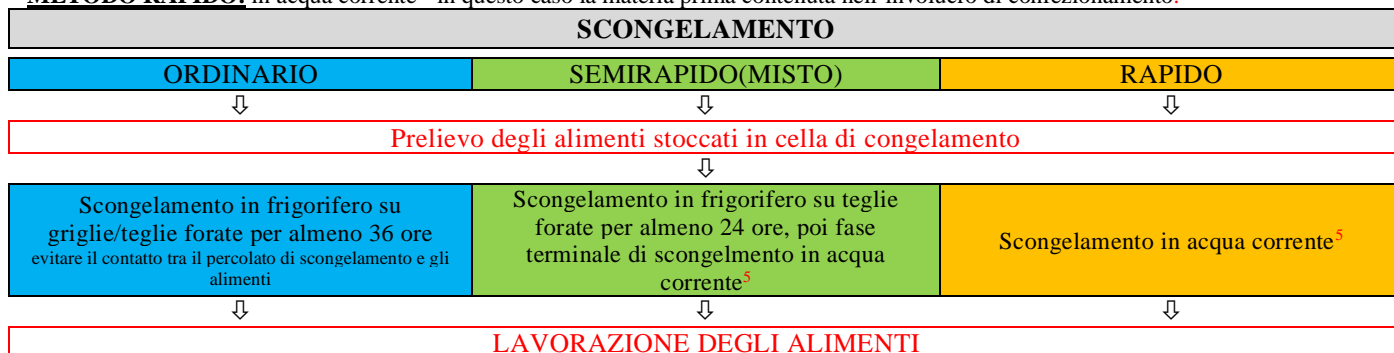 METODO RAPIDO: in acqua corrente - in questo caso la materia prima contenuta nell'involucro di confezionamento.
SCONGELAMENTO
ORDINARIO SEMIRAPIDO(MISTO) RAPIDO
⇩ ⇩ ⇩
Prelievo degli alimenti stoccati in cella di congelamento
⇩
Scongelamento in frigorifero su
griglie/teglie forate per almeno 36 ore
evitare il contatto tra il percolato di scongelamento e gli
alimenti
Scongelamento in frigorifero su teglie
forate per almeno 24 ore, poi fase
terminale di scongelmento in acqua
corrente⁵
Scongelamento in acqua corrente⁵
⇩ ⇩ ⇩
LAVORAZIONE DEGLI ALIMENTI